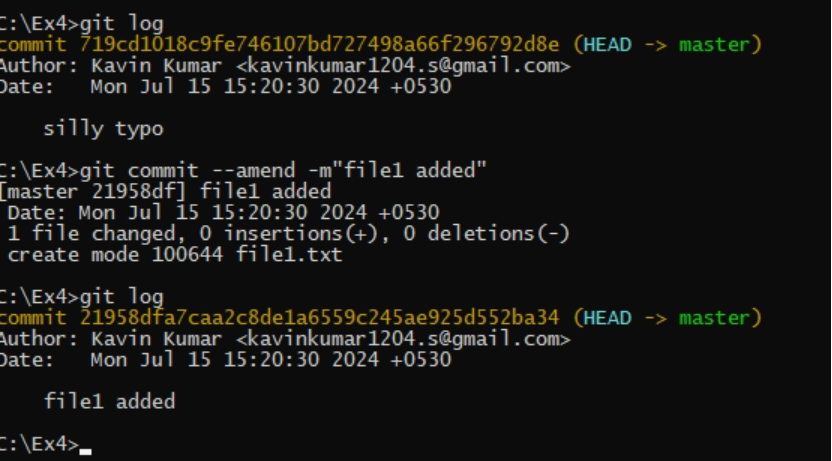 C:\Ex4>git log
commit 719cd1018c9fe746107bd727498a66f296792d8e (HEAD -> master)
Author: Kavin Kumar <kavinkumar1204.s@gmail.com>
Date:   Mon Jul 15 15:20:30 2024 +0530
    silly typo
C:\Ex4>git commit --amend -m"file1 added"
[master 21958df] file1 added
 Date: Mon Jul 15 15:20:30 2024 +0530
 1 file changed, 0 insertions(+), 0 deletions(-)
 create mode 100644 file1.txt
C:\Ex4>git log
commit 21958dfa7caa2c8de1a6559c245ae925d552ba34 (HEAD -> master)
Author: Kavin Kumar <kavinkumar1204.s@gmail.com>
Date:   Mon Jul 15 15:20:30 2024 +0530
    file1 added
C:\Ex4>